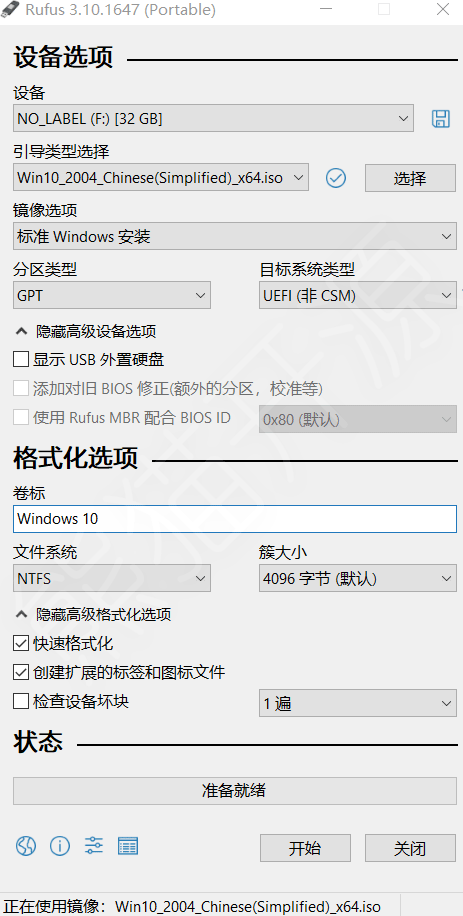 Rufus 3.10.1647 (Portable)
设备选项
设备
NO_LABEL (F:) [32 GB]
引导类型选择
Win10_2004_Chinese(Simplified)_x64.iso
选择
镜像选项
标准 Windows 安装
分区类型
目标系统类型
GPT
UEFI (非 CSM)
隐藏高级设备选项
显示 USB 外置硬盘
添加对旧 BIOS 修正(额外的分区，校准等)
使用 Rufus MBR 配合 BIOS ID
0x80 (默认)
格式化选项
卷标
Windows 10
文件系统
簇大小
NTFS
4096 字节 (默认)
隐藏高级格式化选项
快速格式化
创建扩展的标签和图标文件
检查设备坏块
1 遍
状态
准备就绪
开始
关闭
正在使用镜像：Win10_2004_Chinese(Simplified)_x64.iso